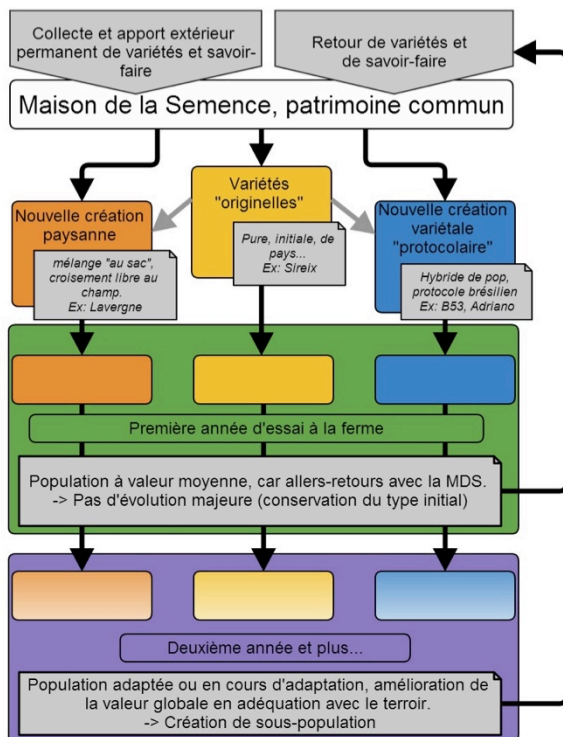 Collecte et apport extérieur
permanent de variétés et savoir-
faire
Retour de variétés et
de savoir-faire
Maison de la Semence, patrimoine commun
Nouvelle création
paysanne
mélange "au sac",
croisement libre au
champ.
Ex: Lavergne
Variétés
"originelles"
Pure, initiale, de
pays...
Ex: Sireix
Nouvelle création
variétale
"protocolaire"
Hybride de pop,
protocole brésilien
Ex: B53, Adriano
Première année d'essai à la ferme
Population à valeur moyenne, car allers-retours avec la MDS.
-> Pas d'évolution majeure (conservation du type initial)
Deuxième année et plus...
Population adaptée ou en cours d'adaptation, amélioration de
la valeur globale en adéquation avec le terroir.
-> Création de sous-population